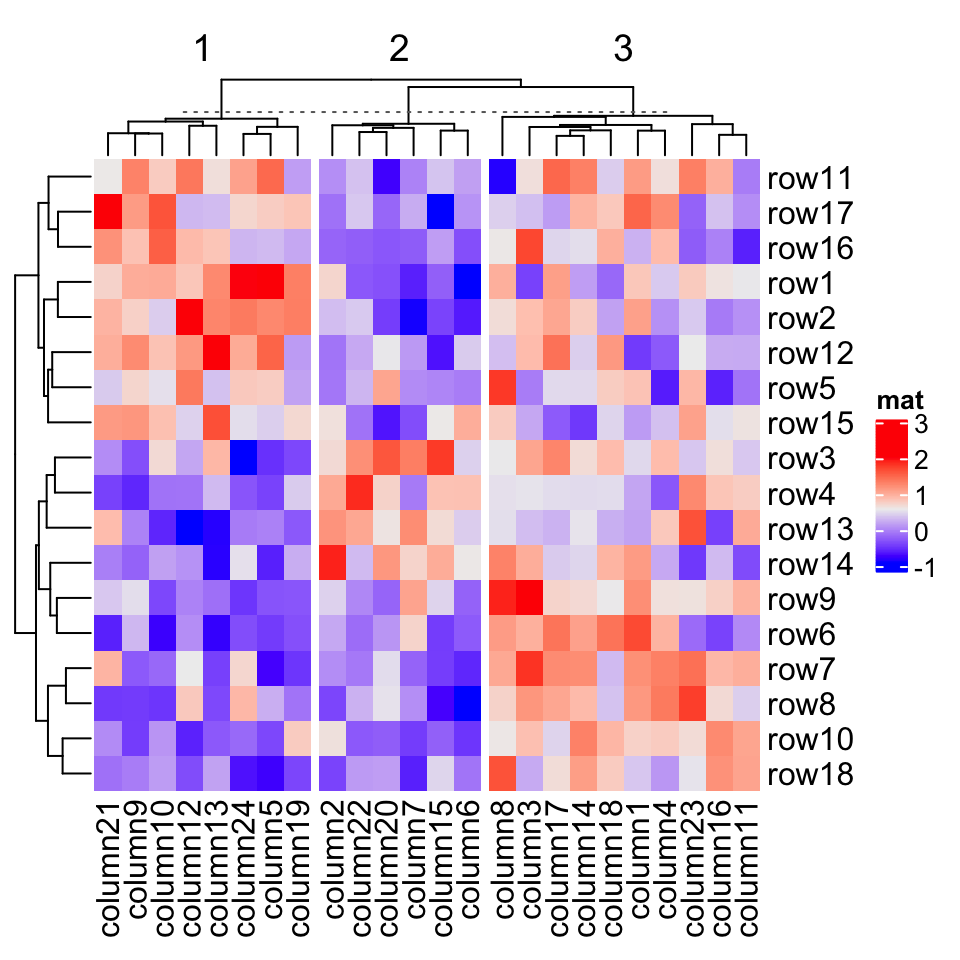 1 2 3
row11
row17
row16
row1
row2
row12
row5
row15
row3
row4
row13
row14
row9
row6
row7
row8
row10
row18
mat
3
2
1
0
-1
column21
column9
column10
column12
column13
column24
column5
column19
column2
column22
column20
column7
column15
column6
column8
column3
column17
column14
column18
column1
column4
column23
column16
column11